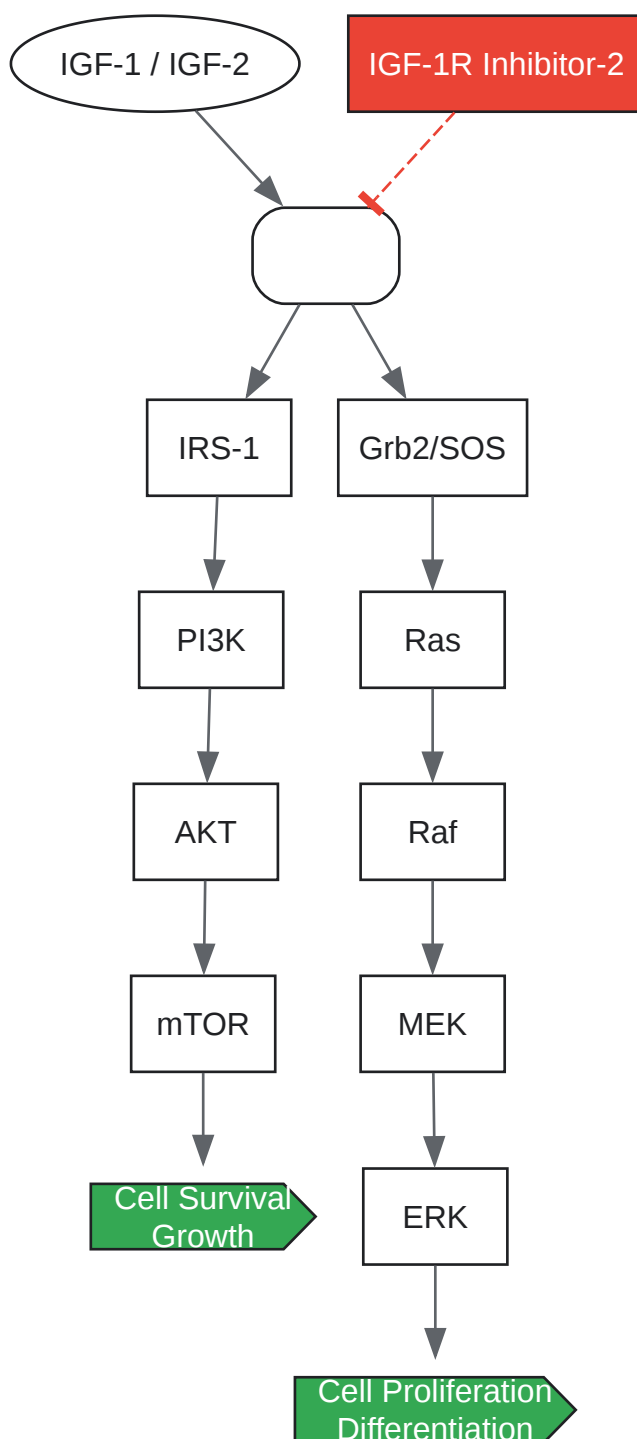 IGF-1 / IGF-2
IGF-1R Inhibitor-2
IRS-1
Grb2/SOS
PI3K
Ras
AKT
Raf
mTOR
MEK
Cell Survival
Growth
ERK
Cell Proliferation
Differentiation